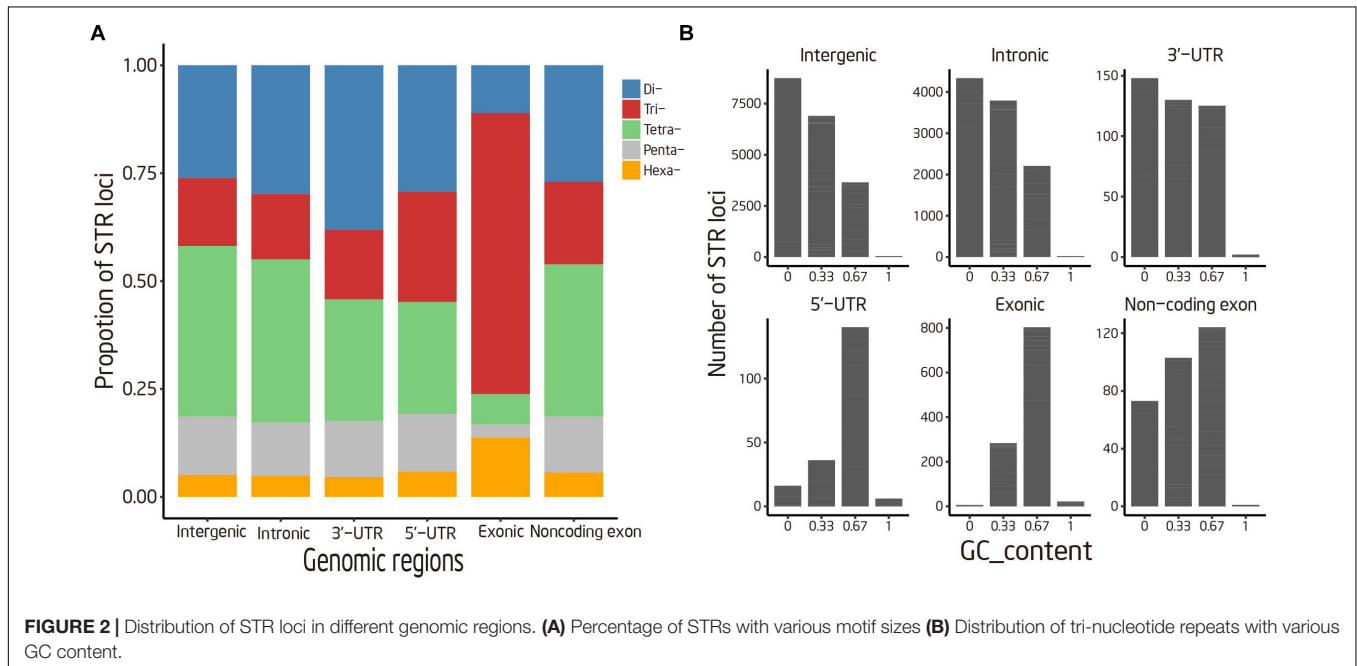 A
Propotion of STR loci
1.00
0.75
0.50
0.25
0.00
Intergenic Intronic 3′-UTR 5′-UTR Exonic Noncoding exon
Genomic regions
Di-
Tri-
Tetra-
Penta-
Hexa-
B
Number of STR loci
Intergenic
7500
5000
2500
0
0 0.33 0.67 1
Intronic
4000
3000
2000
1000
0
0 0.33 0.67 1
3′-UTR
150
100
50
0
0 0.33 0.67 1
5′-UTR
100
50
0
0 0.33 0.67 1
Exonic
800
600
400
200
0
0 0.33 0.67 1
Non-coding exon
120
80
40
0
0 0.33 0.67 1
GC_content
FIGURE 2 | Distribution of STR loci in different genomic regions. (A) Percentage of STRs with various motif sizes (B) Distribution of tri-nucleotide repeats with various
GC content.